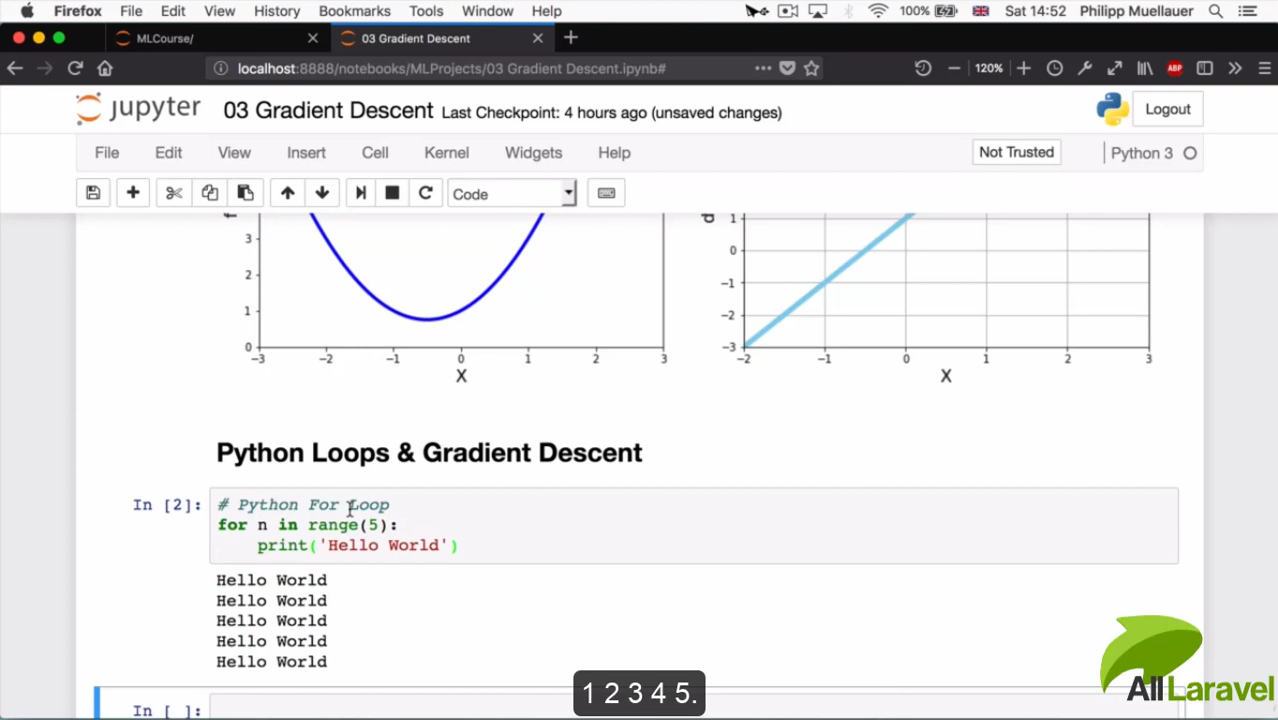 Firefox File Edit View History Bookmarks Tools Window Help 100% Sat 14:52 Philipp Muellauer
MLCourse/ 03 Gradient Descent
localhost:8888/notebooks/MLProjects/03 Gradient Descent.ipynb# 120% ABP
jupyter 03 Gradient Descent Last Checkpoint: 4 hours ago (unsaved changes) Logout
File Edit View Insert Cell Kernel Widgets Help Not Trusted Python 3
Code
3
2
1
0
−3 −2 −1 0 1 2 3
X
1
0
−1
−2
−3
−2 −1 0 1 2 3
X
Python Loops & Gradient Descent
In [2]:
# Python For Loop
for n in range(5):
    print('Hello World')
Hello World
Hello World
Hello World
Hello World
Hello World
1 2 3 4 5.
In [ ]:
All Laravel